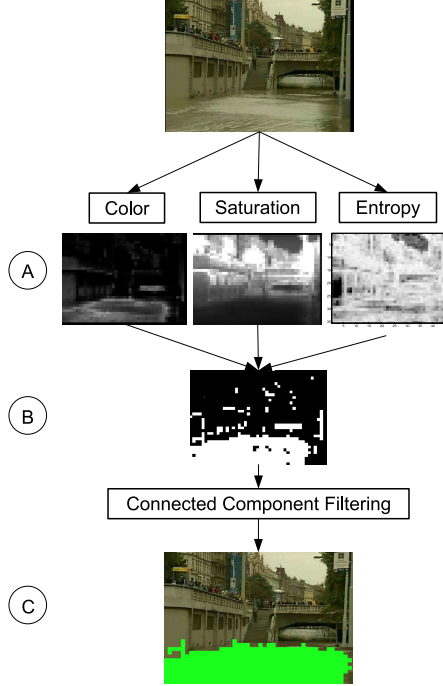 Color
Saturation
Entropy
A
B
Connected Component Filtering
C